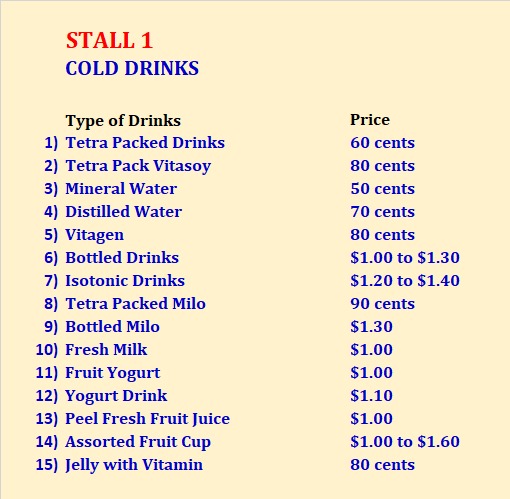 STALL 1
COLD DRINKS
Type of Drinks Price
1) Tetra Packed Drinks 60 cents
2) Tetra Pack Vitasoy 80 cents
3) Mineral Water 50 cents
4) Distilled Water 70 cents
5) Vitagen 80 cents
6) Bottled Drinks $1.00 to $1.30
7) Isotonic Drinks $1.20 to $1.40
8) Tetra Packed Milo 90 cents
9) Bottled Milo $1.30
10) Fresh Milk $1.00
11) Fruit Yogurt $1.00
12) Yogurt Drink $1.10
13) Peel Fresh Fruit Juice $1.00
14) Assorted Fruit Cup $1.00 to $1.60
15) Jelly with Vitamin 80 cents